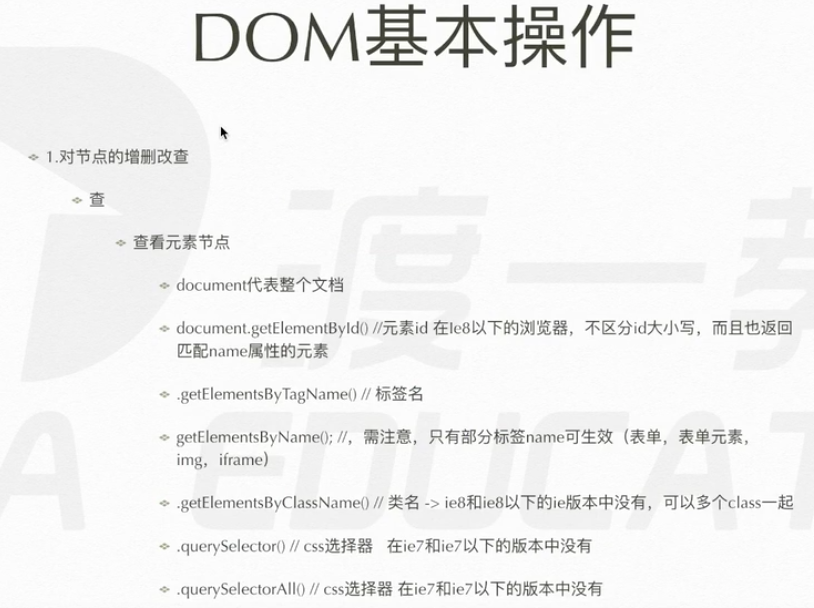 DOM基本操作
1.对节点的增删改查
查
查看元素节点
document代表整个文档
document.getElementById() //元素id 在Ie8以下的浏览器，不区分id大小写，而且也返回
匹配name属性的元素
.getElementsByTagName() // 标签名
getElementsByName(); //，需注意，只有部分标签name可生效（表单，表单元素，
img，iframe）
.getElementsByClassName() // 类名 -> ie8和ie8以下的ie版本中没有，可以多个class一起
.querySelector() // css选择器 在ie7和ie7以下的版本中没有
.querySelectorAll() // css选择器 在ie7和ie7以下的版本中没有
渡一教
A EDUCAT